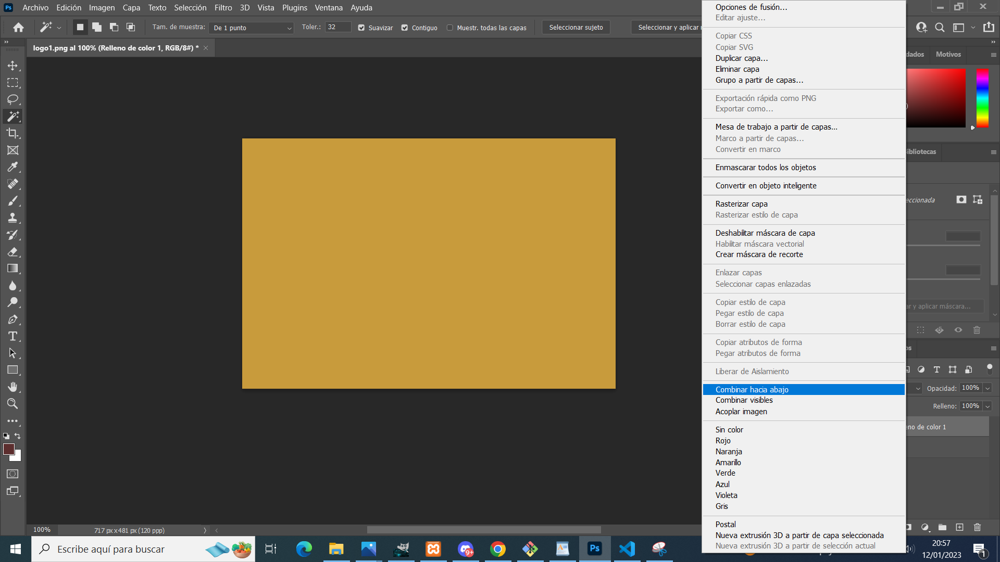 Ps Archivo Edición Imagen Capa Texto Selección Filtro 3D Vista Plugins Ventana Ayuda
Tam. de muestra: De 1 punto Toler.: 32 Suavizar Contiguo Muestr. todas las capas Seleccionar sujeto Seleccionar y aplicar
logo1.png al 100% (Relleno de color 1, RGB/8#) *
Opciones de fusión...
Editar ajuste...
Copiar CSS
Copiar SVG
Duplicar capa...
Eliminar capa
Grupo a partir de capas...
Exportación rápida como PNG
Exportar como...
Mesa de trabajo a partir de capas...
Marco a partir de capas...
Convertir en marco
Enmascarar todos los objetos
Convertir en objeto inteligente
Rasterizar capa
Rasterizar estilo de capa
Deshabilitar máscara de capa
Habilitar máscara vectorial
Crear máscara de recorte
Enlazar capas
Seleccionar capas enlazadas
Copiar estilo de capa
Pegar estilo de capa
Borrar estilo de capa
Copiar atributos de forma
Pegar atributos de forma
Liberar de Aislamiento
Combinar hacia abajo
Combinar visibles
Acoplar imagen
Sin color
Rojo
Naranja
Amarillo
Verde
Azul
Violeta
Gris
Postal
Nueva extrusión 3D a partir de capa seleccionada
Nueva extrusión 3D a partir de selección actual
dados Motivos
ibliotecas
eccionada
ar y aplicar máscara...
os
Opacidad: 100%
Relleno: 100%
eno de color 1
100% 717 px x 481 px (120 ppp)
Escribe aquí para buscar
9+
Ps
20:57
12/01/2023
1